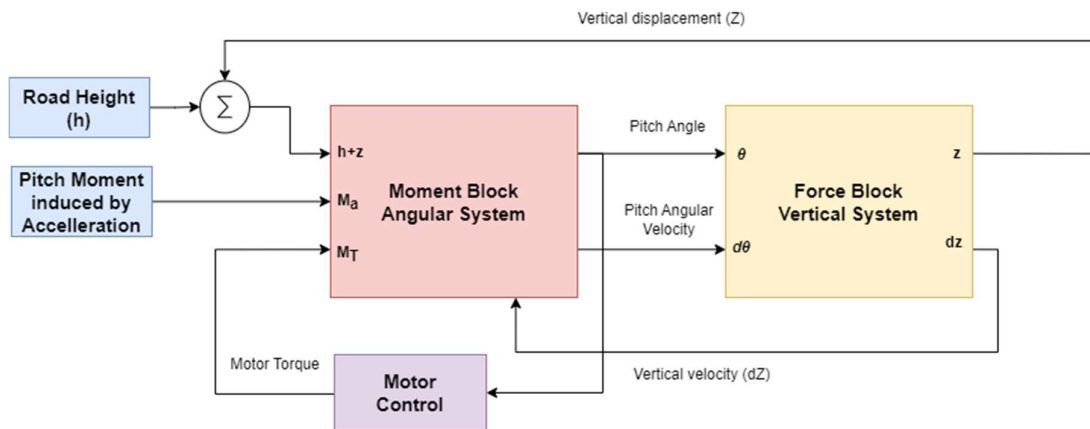 Vertical displacement (Z)
Road Height
(h)
Σ
h+z
Pitch Angle
θ
z
Pitch Moment
induced by
Accelleration
Mₐ
Moment Block
Angular System
Force Block
Vertical System
Pitch Angular
Velocity
M_T
dθ
dz
Motor Torque
Motor
Control
Vertical velocity (dZ)